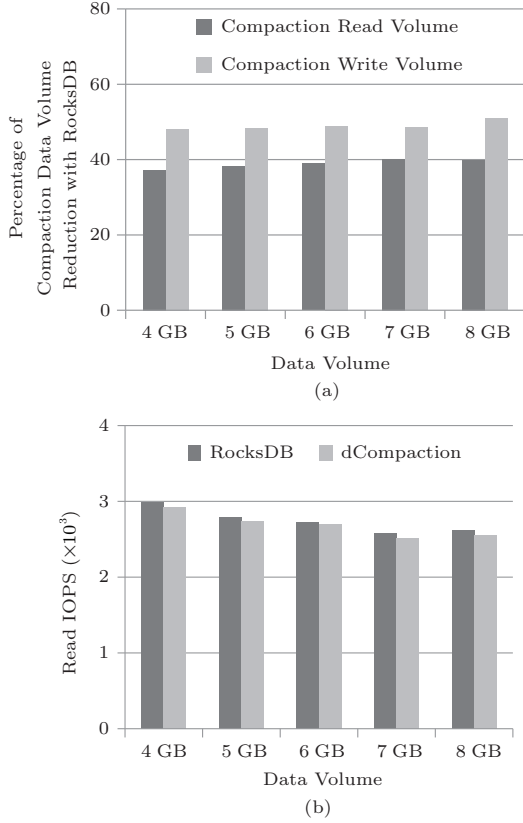 80
60
40
20
0
Percentage of
Compaction Data Volume
Reduction with RocksDB
Compaction Read Volume
Compaction Write Volume
4 GB 5 GB 6 GB 7 GB 8 GB
Data Volume
(a)
4
3
2
1
0
Read IOPS (×10³)
RocksDB dCompaction
4 GB 5 GB 6 GB 7 GB 8 GB
Data Volume
(b)